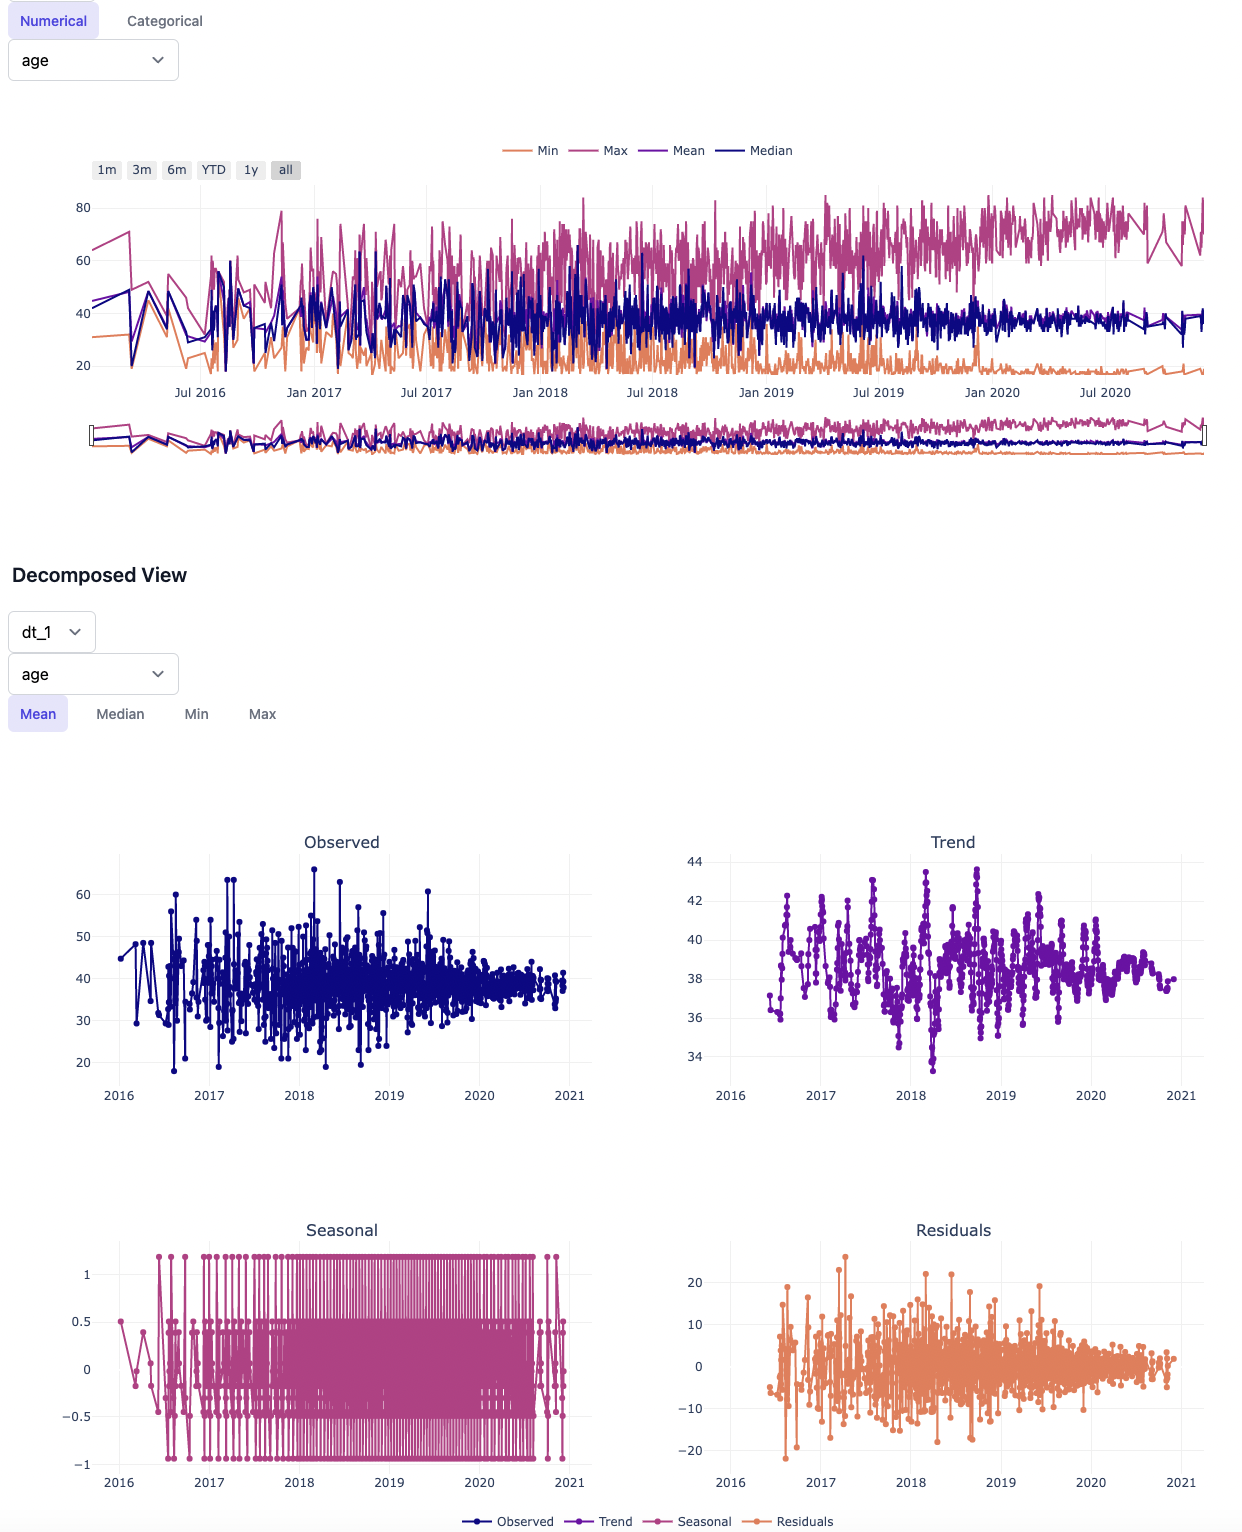 Numerical Categorical
age
Min Max Mean Median
1m 3m 6m YTD 1y all
80
60
40
20
Jul 2016 Jan 2017 Jul 2017 Jan 2018 Jul 2018 Jan 2019 Jul 2019 Jan 2020 Jul 2020
Decomposed View
dt_1
age
Mean Median Min Max
Observed
60
50
40
30
20
2016 2017 2018 2019 2020 2021
Trend
44
42
40
38
36
34
2016 2017 2018 2019 2020 2021
Seasonal
1
0.5
0
−0.5
−1
2016 2017 2018 2019 2020 2021
Residuals
20
10
0
−10
−20
2016 2017 2018 2019 2020 2021
Observed Trend Seasonal Residuals